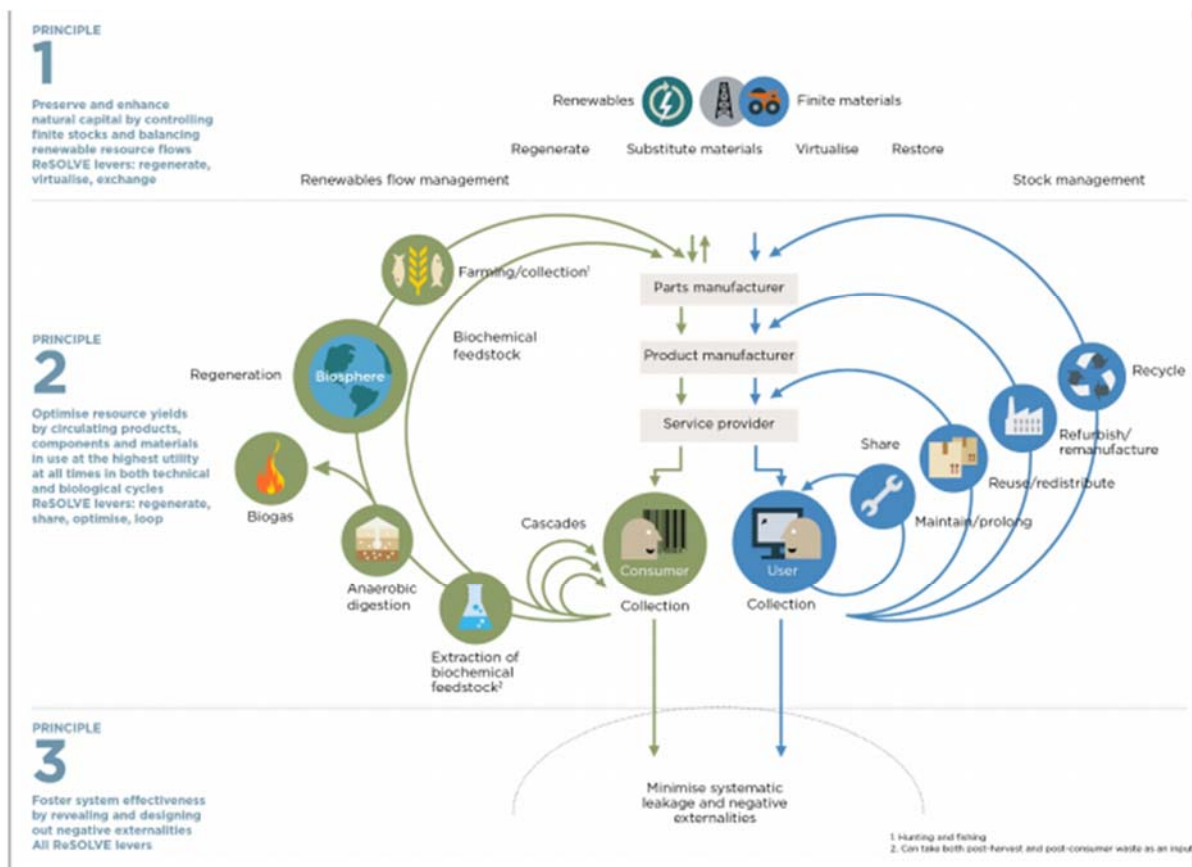 PRINCIPLE
1
Preserve and enhance
natural capital by controlling
finite stocks and balancing
renewable resource flows
ReSOLVE levers: regenerate,
virtualise, exchange
Renewables
Finite materials
Regenerate
Substitute materials
Virtualise
Restore
Renewables flow management
Stock management
PRINCIPLE
2
Optimise resource yields
by circulating products,
components and materials
in use at the highest utility
at all times in both technical
and biological cycles
ReSOLVE levers: regenerate,
share, optimise, loop
Farming/collection¹
Parts manufacturer
Biochemical
feedstock
Product manufacturer
Regeneration
Biosphere
Recycle
Service provider
Share
Refurbish/
remanufacture
Reuse/redistribute
Biogas
Cascades
Maintain/prolong
Consumer
User
Anaerobic
digestion
Collection
Collection
Extraction of
biochemical
feedstock²
PRINCIPLE
3
Foster system effectiveness
by revealing and designing
out negative externalities
All ReSOLVE levers
Minimise systematic
leakage and negative
externalities
1. Hunting and fishing
2. Can take both post-harvest and post-consumer waste as an input